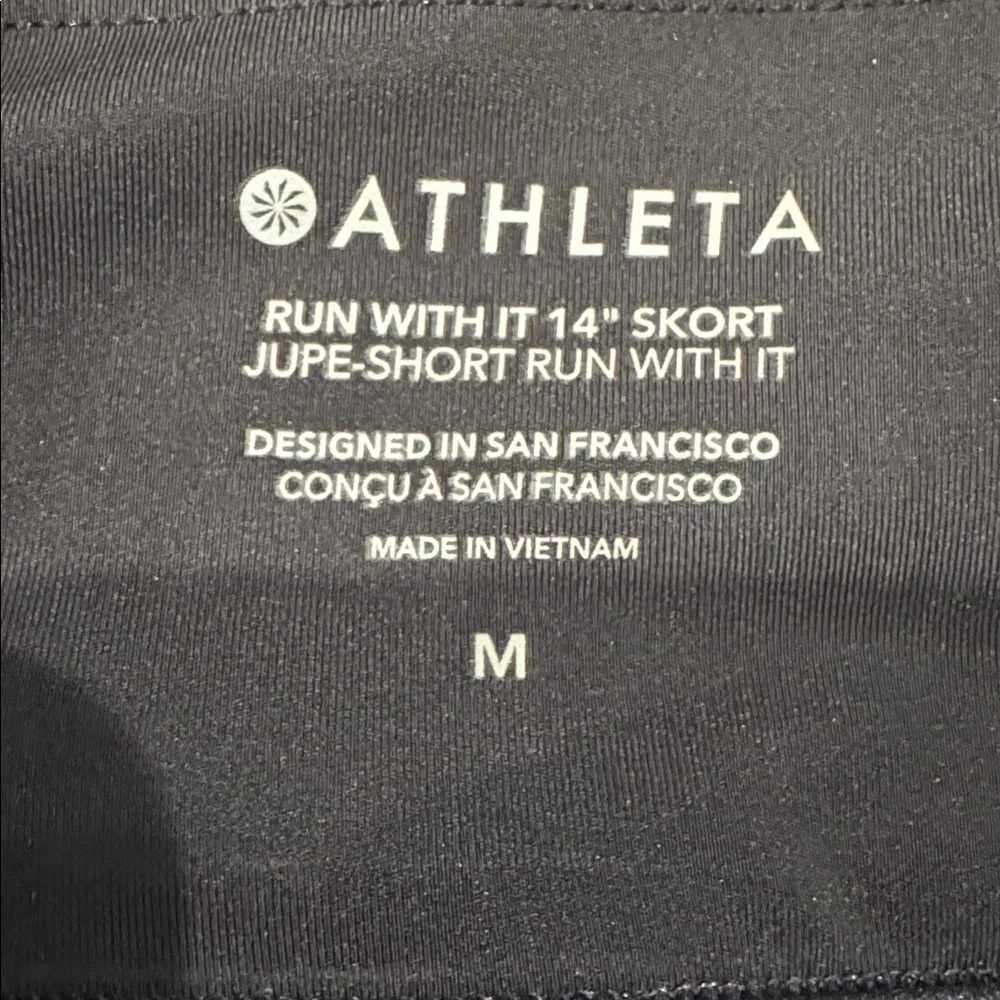 ATHLETA
RUN WITH IT 14" SKORT
JUPE-SHORT RUN WITH IT
DESIGNED IN SAN FRANCISCO
CONÇU À SAN FRANCISCO
MADE IN VIETNAM
M